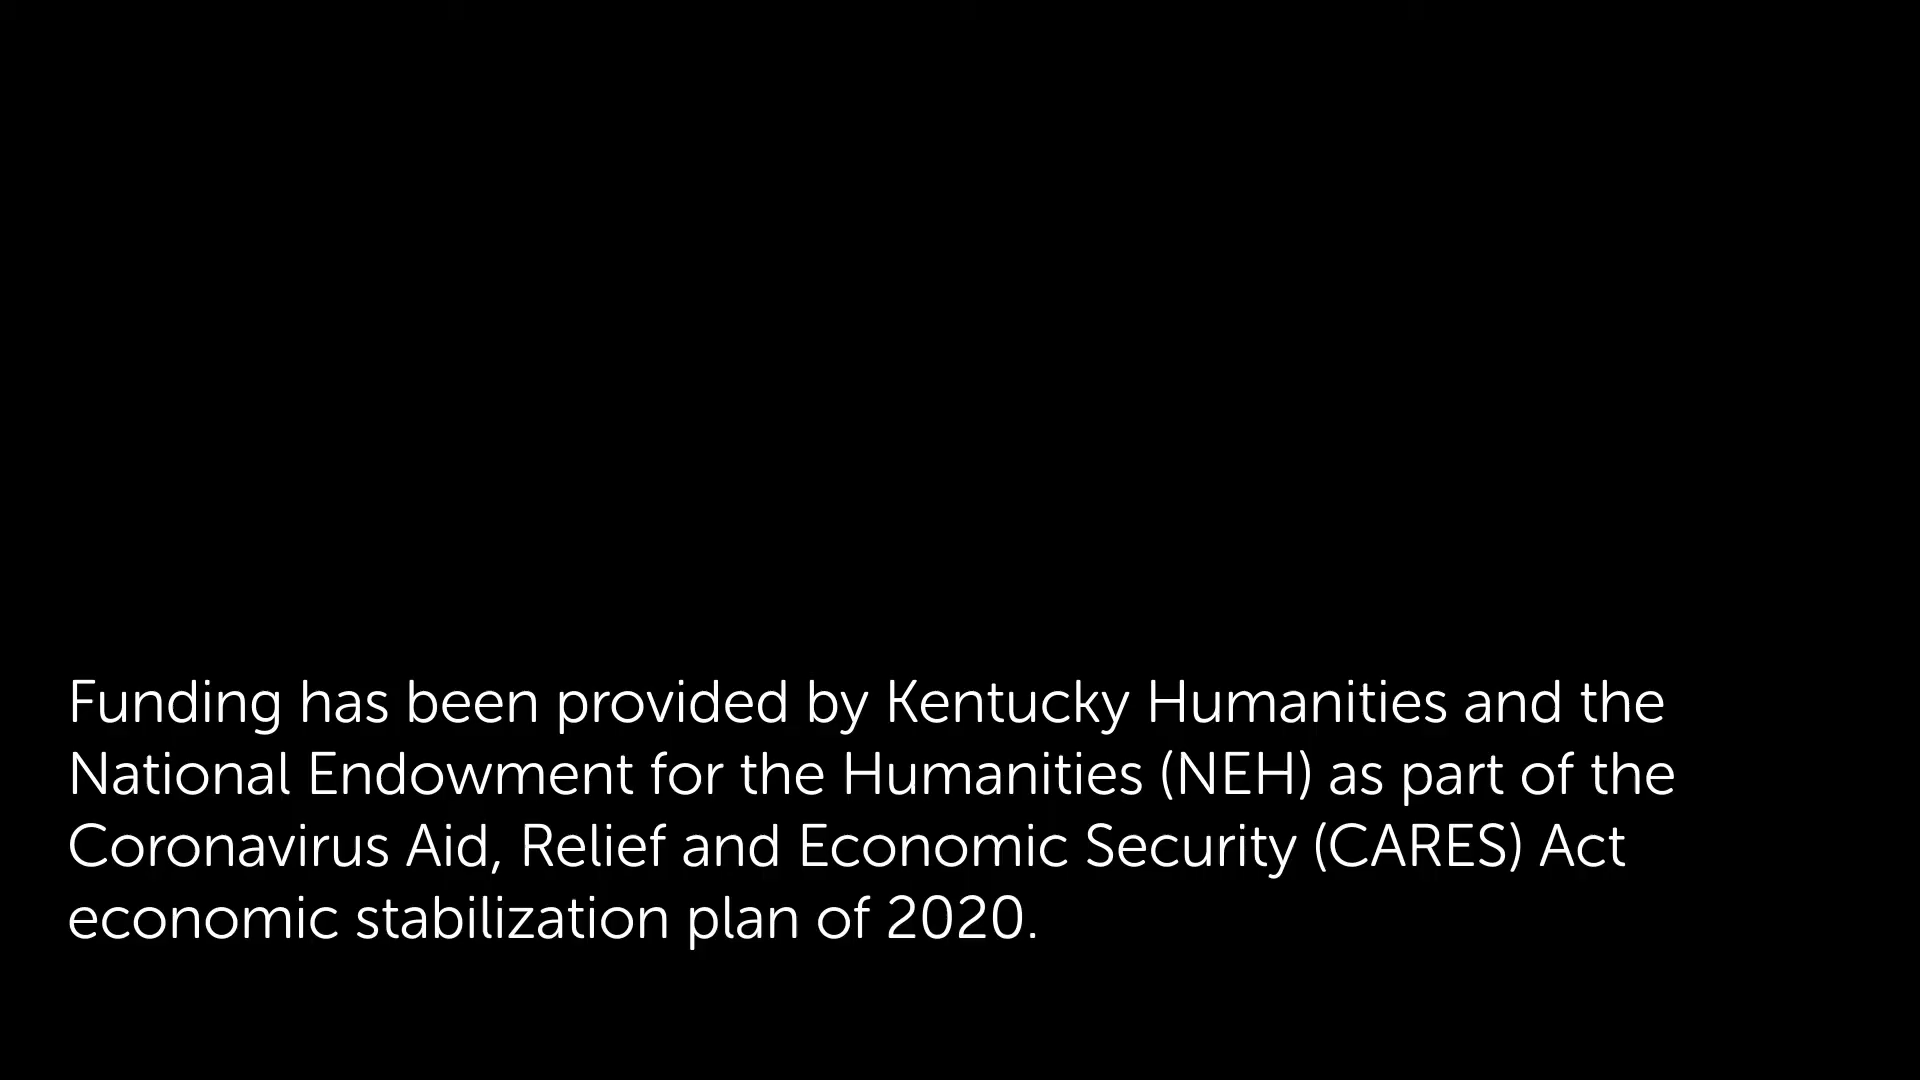 Funding has been provided by Kentucky Humanities and the
National Endowment for the Humanities (NEH) as part of the
Coronavirus Aid, Relief and Economic Security (CARES) Act
economic stabilization plan of 2020.